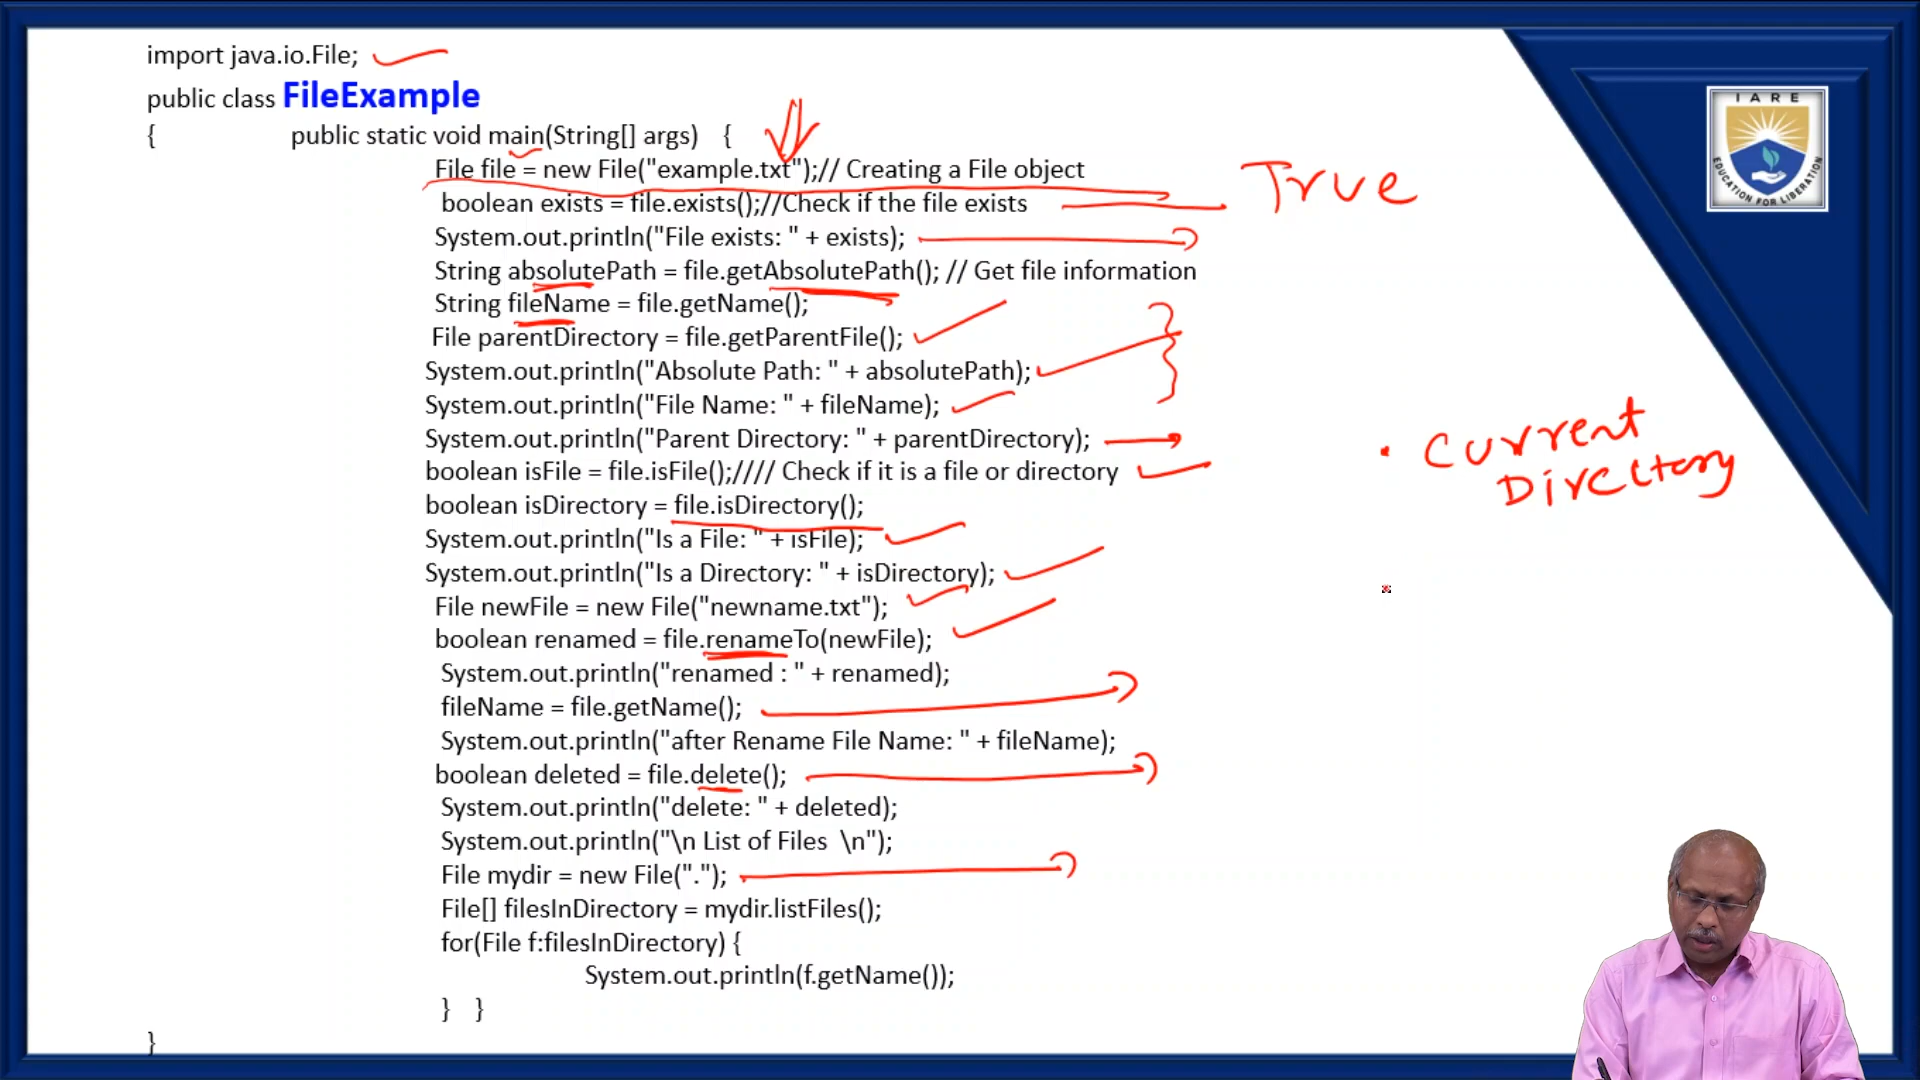 import java.io.File;
public class FileExample
{ public static void main(String[] args) {
File file = new File("example.txt");// Creating a File object
True
boolean exists = file.exists();//Check if the file exists
System.out.println("File exists: " + exists);
String absolutePath = file.getAbsolutePath(); // Get file information
String fileName = file.getName();
File parentDirectory = file.getParentFile();
System.out.println("Absolute Path: " + absolutePath);
System.out.println("File Name: " + fileName);
System.out.println("Parent Directory: " + parentDirectory);
boolean isFile = file.isFile();//// Check if it is a file or directory
boolean isDirectory = file.isDirectory();
System.out.println("Is a File: " + isFile);
System.out.println("Is a Directory: " + isDirectory);
File newFile = new File("newname.txt");
boolean renamed = file.renameTo(newFile);
System.out.println("renamed : " + renamed);
fileName = file.getName();
System.out.println("after Rename File Name: " + fileName);
boolean deleted = file.delete();
System.out.println("delete: " + deleted);
System.out.println("\n List of Files  \n");
File mydir = new File(".");
File[] filesInDirectory = mydir.listFiles();
for(File f:filesInDirectory) {
System.out.println(f.getName());
} }
}
. Current
Directory
IARE
EDUCATION FOR LIBERATION